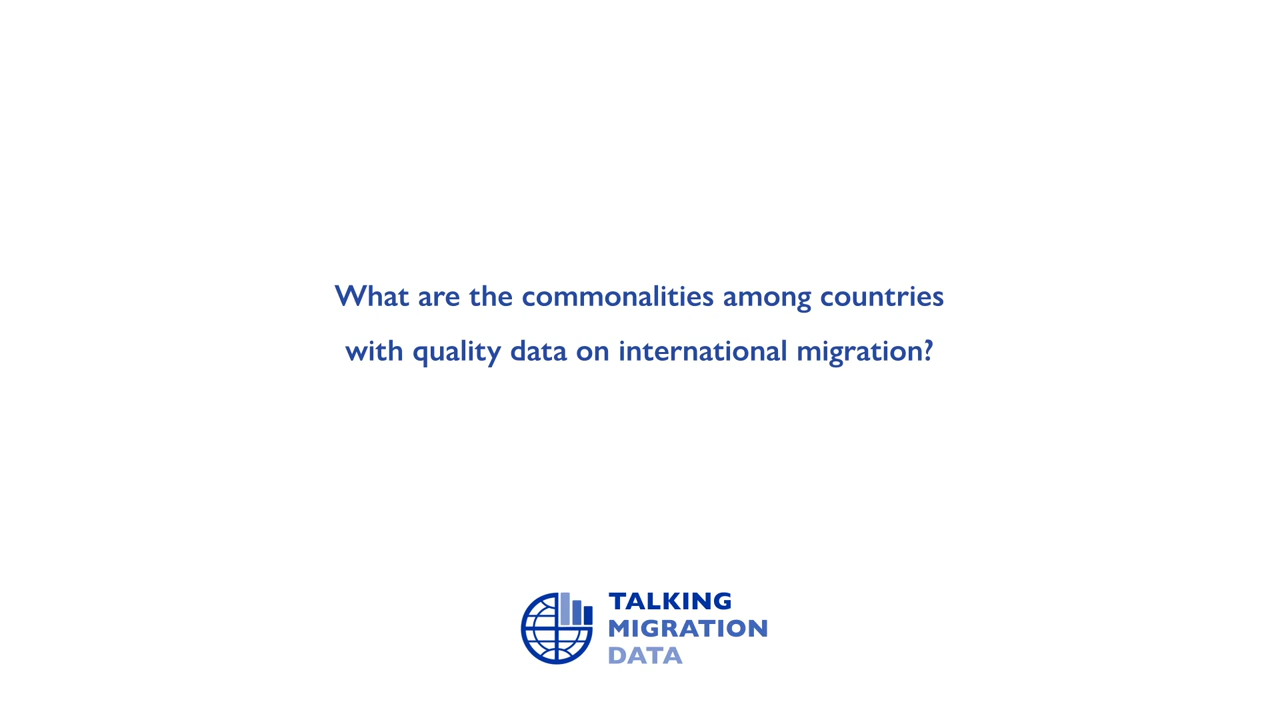 What are the commonalities among countries
with quality data on international migration?
TALKING
MIGRATION
DATA